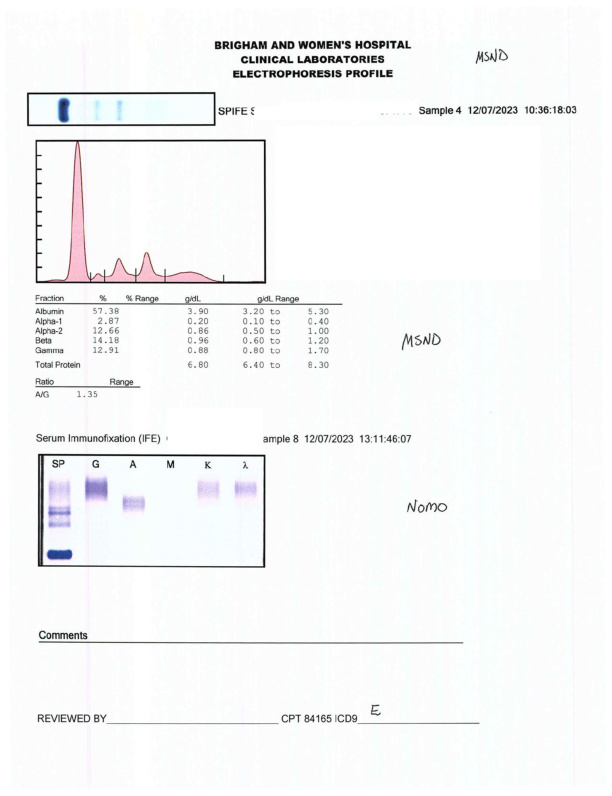 BRIGHAM AND WOMEN'S HOSPITAL
CLINICAL LABORATORIES
ELECTROPHORESIS PROFILE
MSND
SPIFE Sample 4 12/07/2023 10:36:18:03
Fraction % % Range g/dL g/dL Range
Albumin 57.38 3.90 3.20 to 5.30
Alpha-1 2.87 0.20 0.10 to 0.40
Alpha-2 12.66 0.86 0.50 to 1.00
Beta 14.18 0.96 0.60 to 1.20
Gamma 12.91 0.88 0.80 to 1.70
Total Protein 6.80 6.40 to 8.30
MSND
Ratio Range
A/G 1.35
Serum Immunofixation (IFE) ample 8 12/07/2023 13:11:46:07
SP G A M K λ
NoMO
Comments
REVIEWED BY CPT 84165 ICD9 E